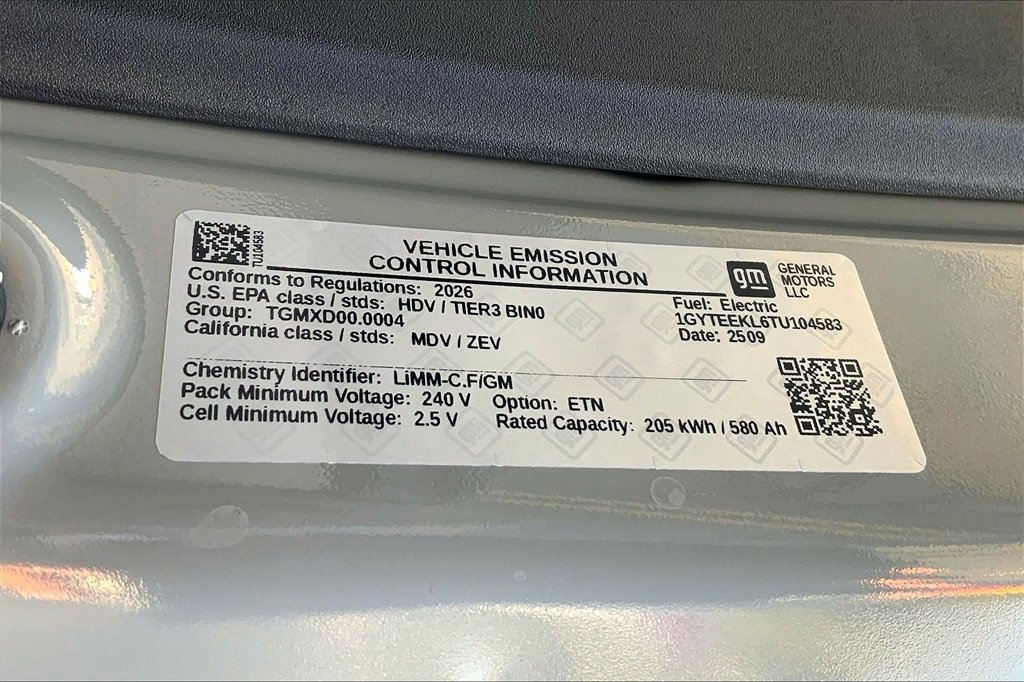 TU104583
VEHICLE EMISSION
CONTROL INFORMATION
gm GENERAL
MOTORS
LLC
Conforms to Regulations: 2026
U.S. EPA class / stds: HDV / TIER3 BIN0
Group: TGMXD00.0004
California class / stds: MDV / ZEV
Fuel: Electric
1GYTEEKL6TU104583
Date: 2509
Chemistry Identifier: LiMM-C,F/GM
Pack Minimum Voltage: 240 V Option: ETN
Cell Minimum Voltage: 2.5 V Rated Capacity: 205 kWh / 580 Ah